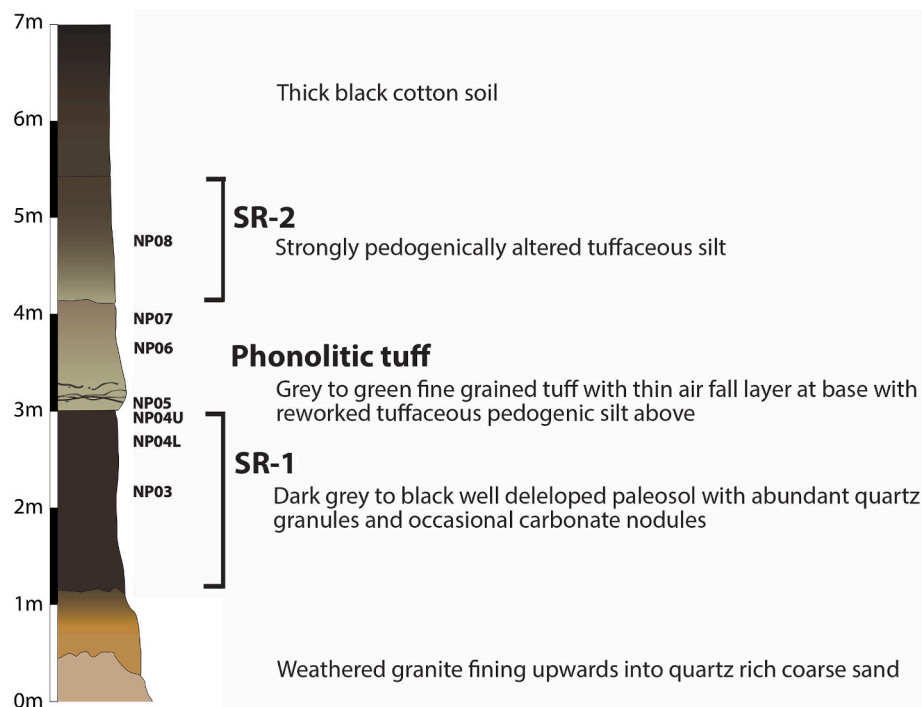 7m
Thick black cotton soil
6m
5m
SR-2
NP08
Strongly pedogenically altered tuffaceous silt
4m
NP07
NP06
Phonolitic tuff
Grey to green fine grained tuff with thin air fall layer at base with
reworked tuffaceous pedogenic silt above
NP05
3m
NP04U
NP04L
SR-1
NP03
Dark grey to black well deleloped paleosol with abundant quartz
granules and occasional carbonate nodules
2m
1m
Weathered granite fining upwards into quartz rich coarse sand
0m